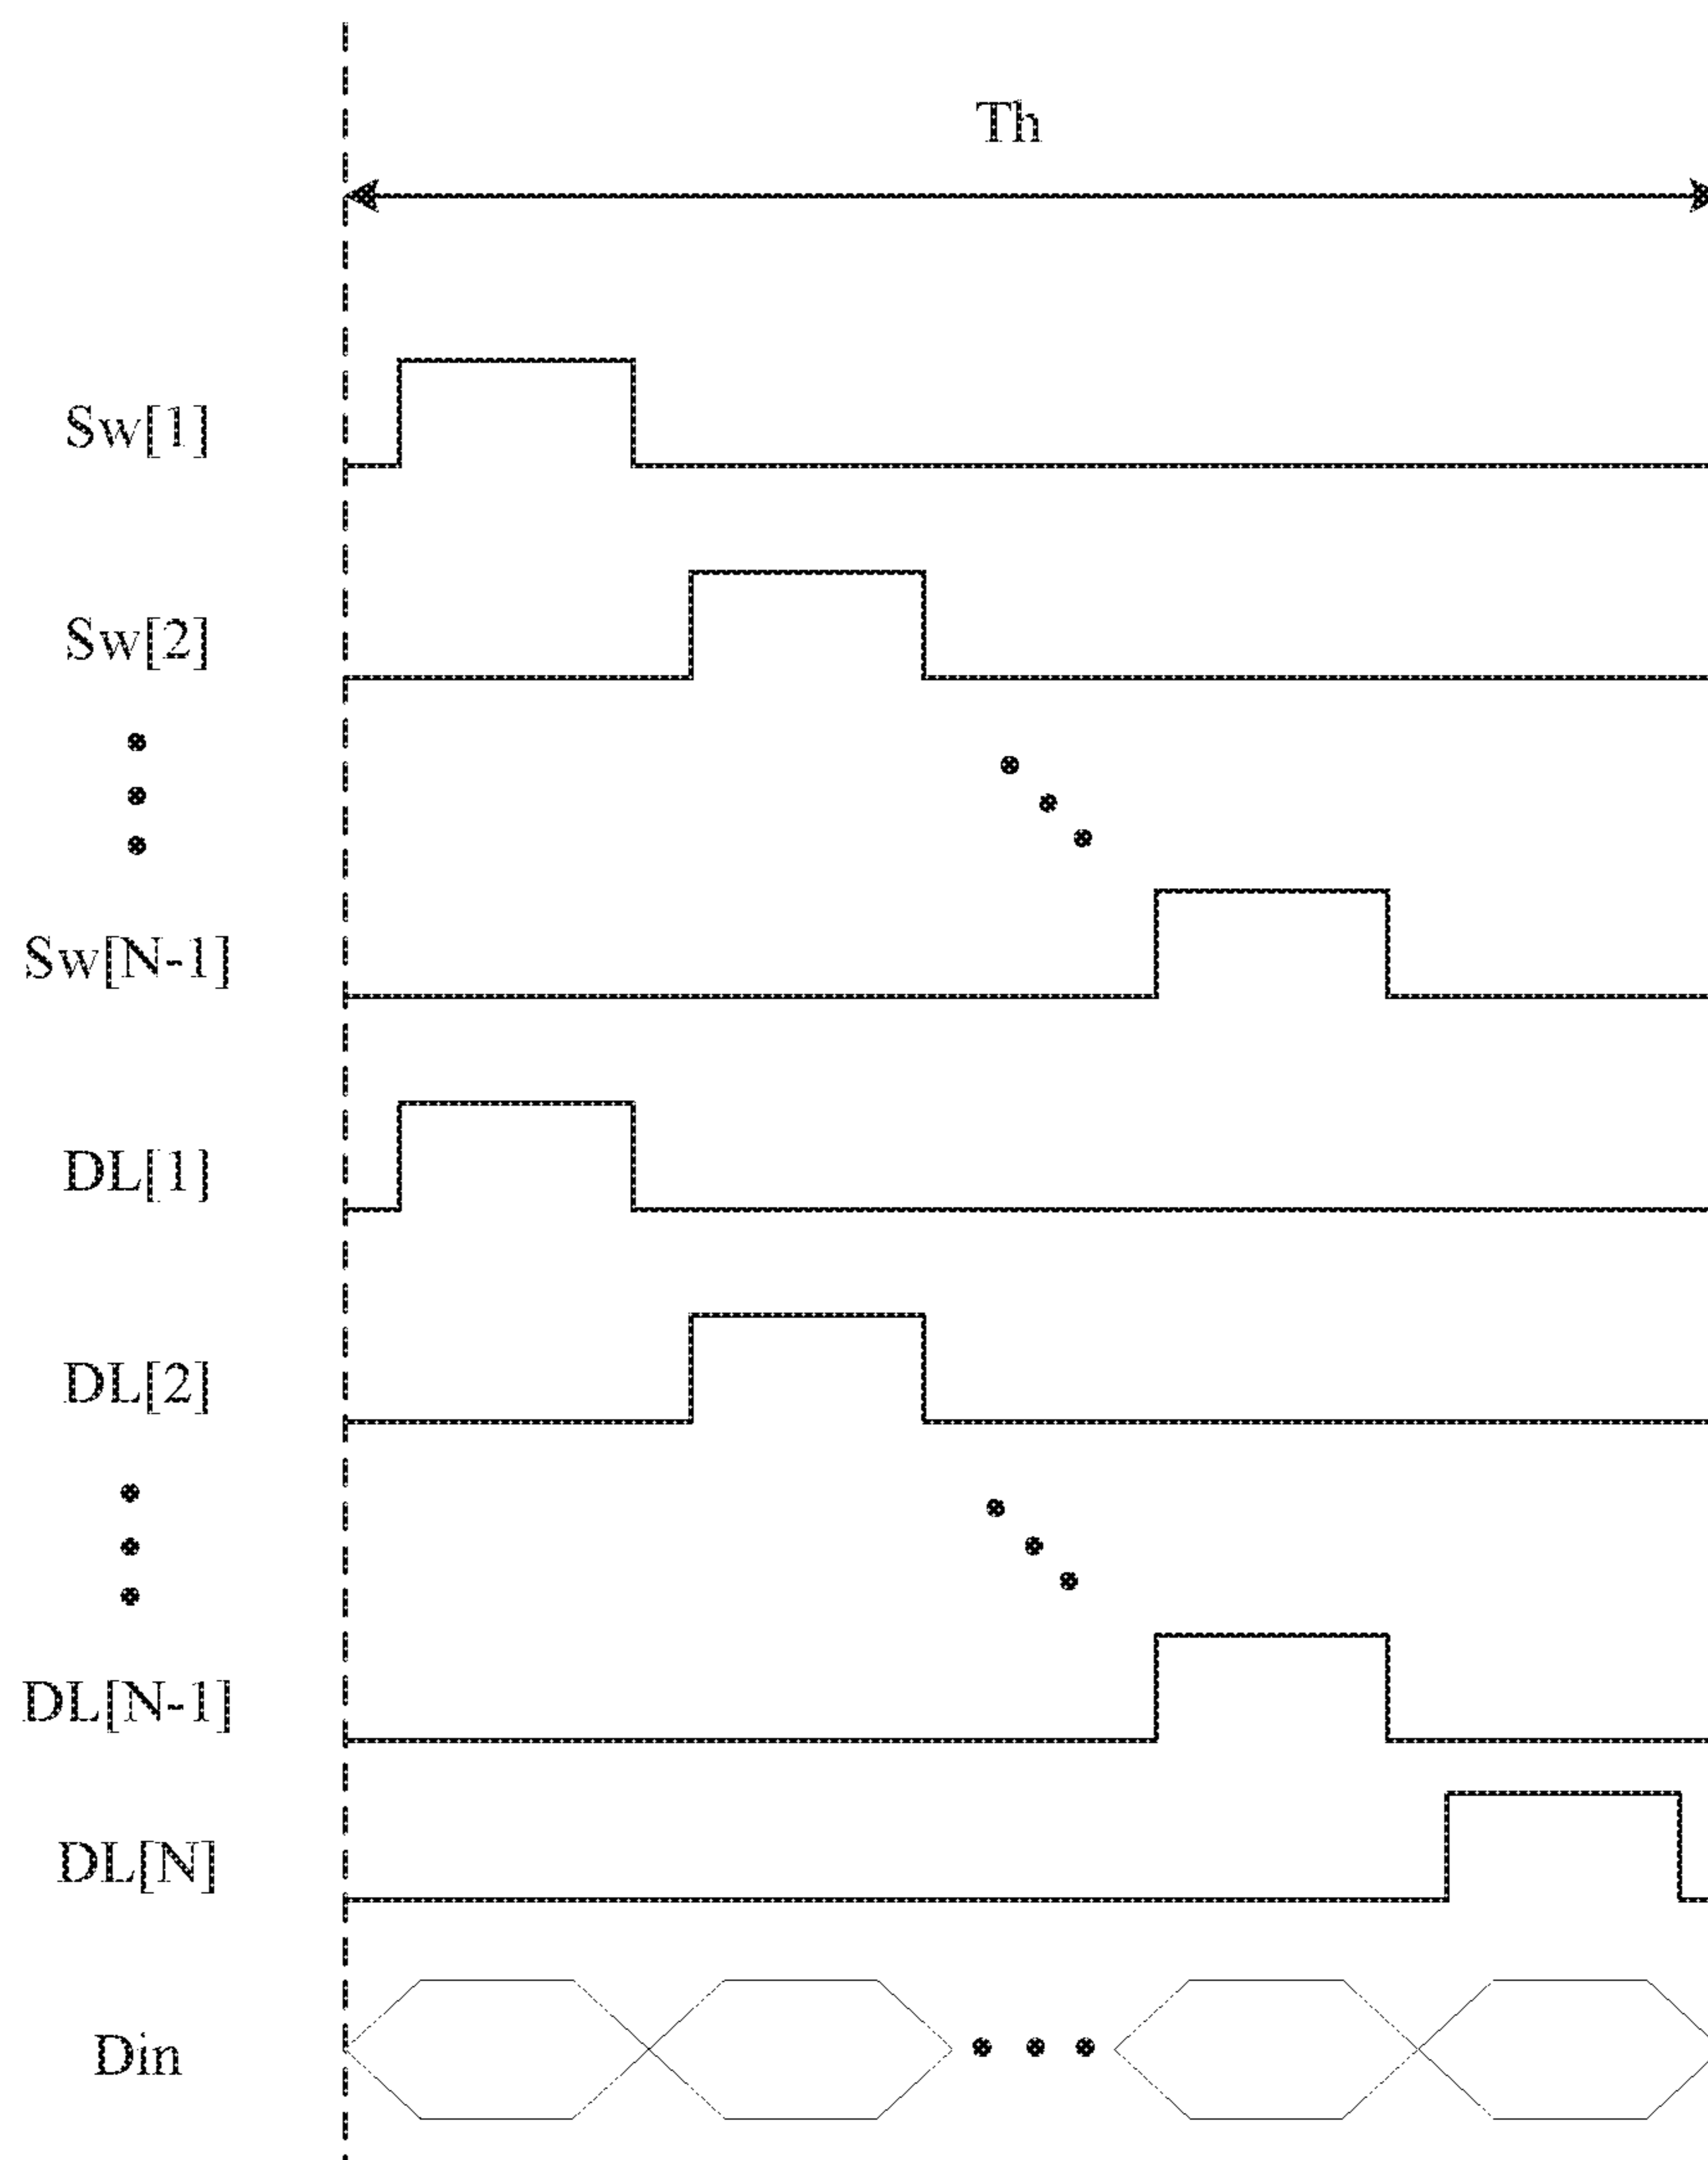 Th
Sw[1]
Sw[2]
Sw[N-1]
DL[1]
DL[2]
DL[N-1]
DL[N]
Din